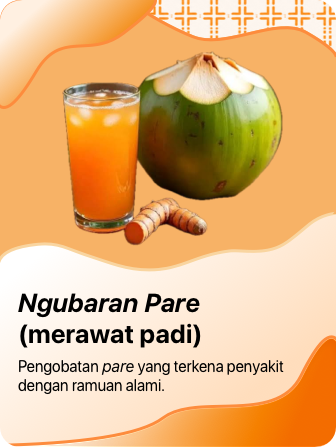 Ngubaran Pare
(merawat padi)
Pengobatan pare yang terkena penyakit
dengan ramuan alami.